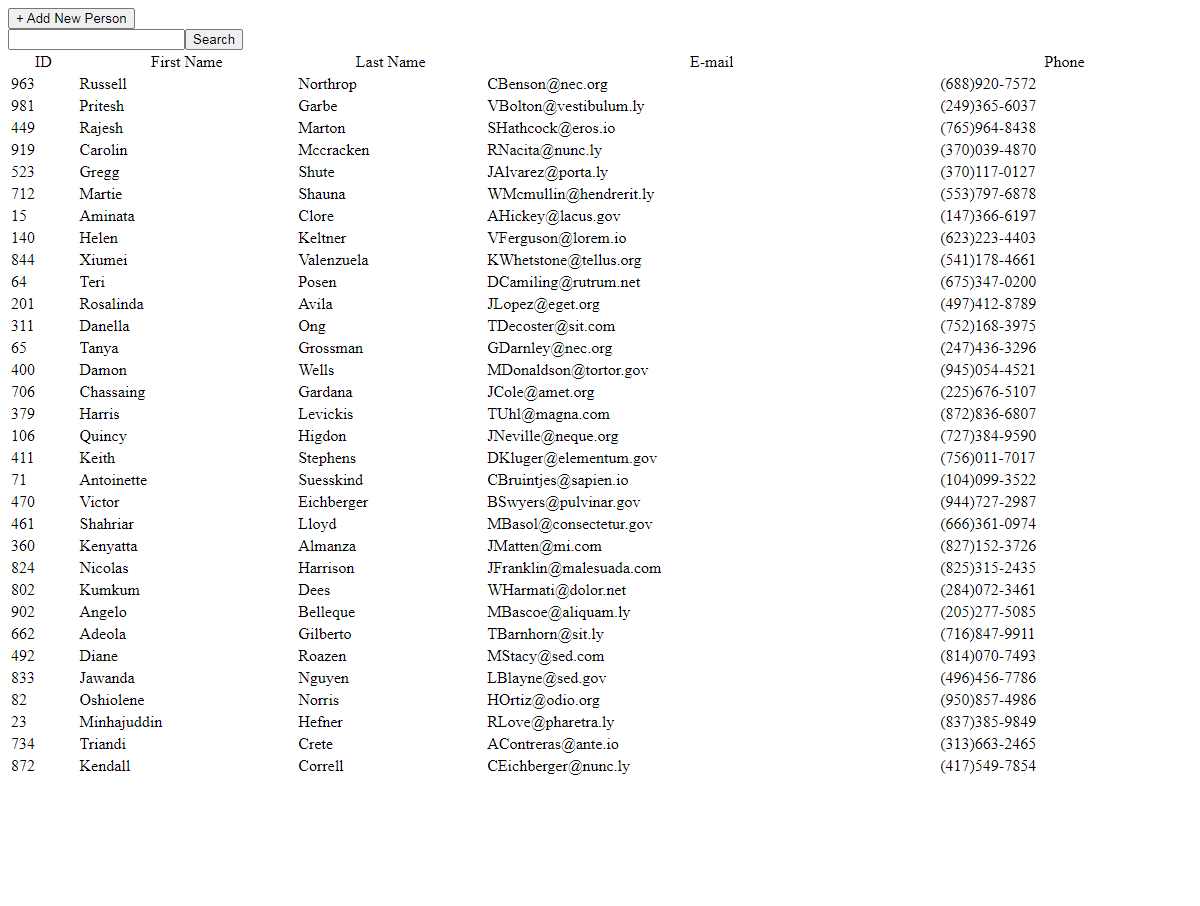 + Add New Person
Search
ID First Name Last Name E-mail Phone
963 Russell Northrop CBenson@nec.org (688)920-7572
981 Pritesh Garbe VBolton@vestibulum.ly (249)365-6037
449 Rajesh Marton SHathcock@eros.io (765)964-8438
919 Carolin Mccracken RNacita@nunc.ly (370)039-4870
523 Gregg Shute JAlvarez@porta.ly (370)117-0127
712 Martie Shauna WMcmullin@hendrerit.ly (553)797-6878
15 Aminata Clore AHickey@lacus.gov (147)366-6197
140 Helen Keltner VFerguson@lorem.io (623)223-4403
844 Xiumei Valenzuela KWhetstone@tellus.org (541)178-4661
64 Teri Posen DCamiling@rutrum.net (675)347-0200
201 Rosalinda Avila JLopez@eget.org (497)412-8789
311 Danella Ong TDecoster@sit.com (752)168-3975
65 Tanya Grossman GDarnley@nec.org (247)436-3296
400 Damon Wells MDonaldson@tortor.gov (945)054-4521
706 Chassaing Gardana JCole@amet.org (225)676-5107
379 Harris Levickis TUhl@magna.com (872)836-6807
106 Quincy Higdon JNeville@neque.org (727)384-9590
411 Keith Stephens DKluger@elementum.gov (756)011-7017
71 Antoinette Suesskind CBruintjes@sapien.io (104)099-3522
470 Victor Eichberger BSwyers@pulvinar.gov (944)727-2987
461 Shahriar Lloyd MBasol@consectetur.gov (666)361-0974
360 Kenyatta Almanza JMatten@mi.com (827)152-3726
824 Nicolas Harrison JFranklin@malesuada.com (825)315-2435
802 Kumkum Dees WHarmati@dolor.net (284)072-3461
902 Angelo Belleque MBascoe@aliquam.ly (205)277-5085
662 Adeola Gilberto TBarnhorn@sit.ly (716)847-9911
492 Diane Roazen MStacy@sed.com (814)070-7493
833 Jawanda Nguyen LBlayne@sed.gov (496)456-7786
82 Oshiolene Norris HOrtiz@odio.org (950)857-4986
23 Minhajuddin Hefner RLove@pharetra.ly (837)385-9849
734 Triandi Crete AContreras@ante.io (313)663-2465
872 Kendall Correll CEichberger@nunc.ly (417)549-7854